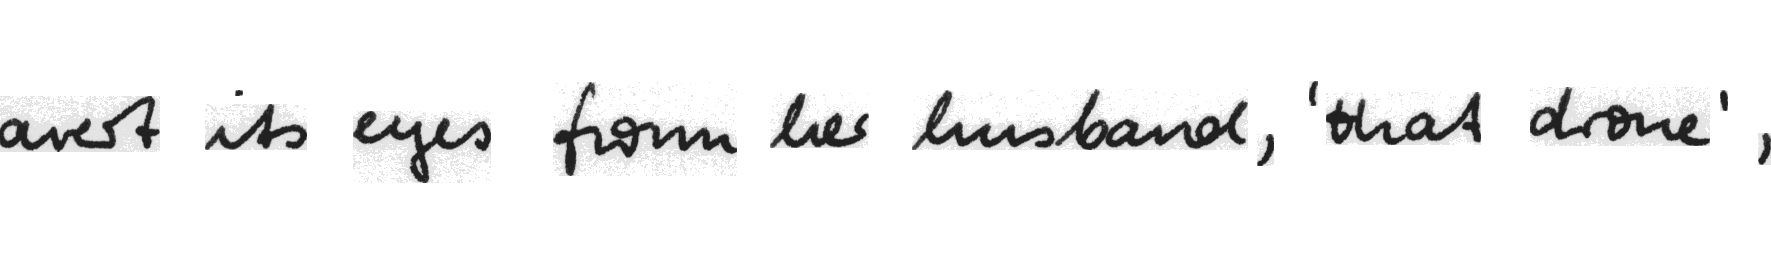 avert its eyes from her husband, 'that drone',